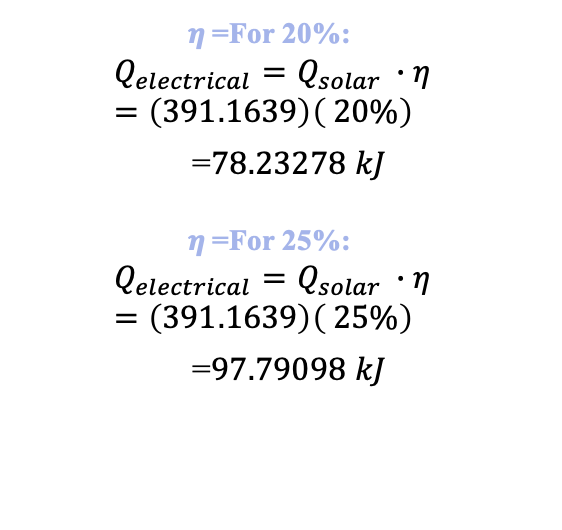 η =For 20%:
Qelectrical = Qsolar · η
= (391.1639)( 20%)
=78.23278 kJ
η =For 25%:
Qelectrical = Qsolar · η
= (391.1639)( 25%)
=97.79098 kJ